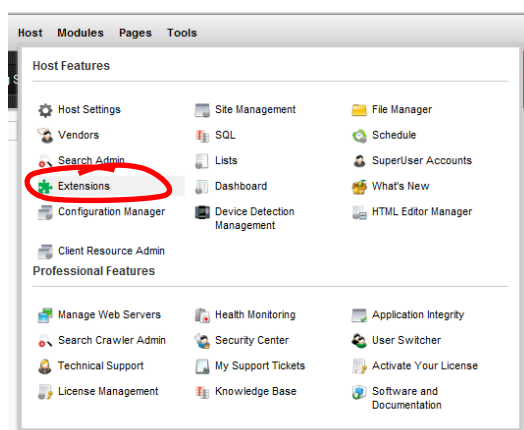 Host Modules Pages Tools
Host Features
Host Settings Site Management File Manager
Vendors SQL Schedule
Search Admin Lists SuperUser Accounts
Extensions Dashboard What's New
Configuration Manager Device Detection HTML Editor Manager
Management
Client Resource Admin
Professional Features
Manage Web Servers Health Monitoring Application Integrity
Search Crawler Admin Security Center User Switcher
Technical Support My Support Tickets Activate Your License
License Management Knowledge Base Software and
Documentation